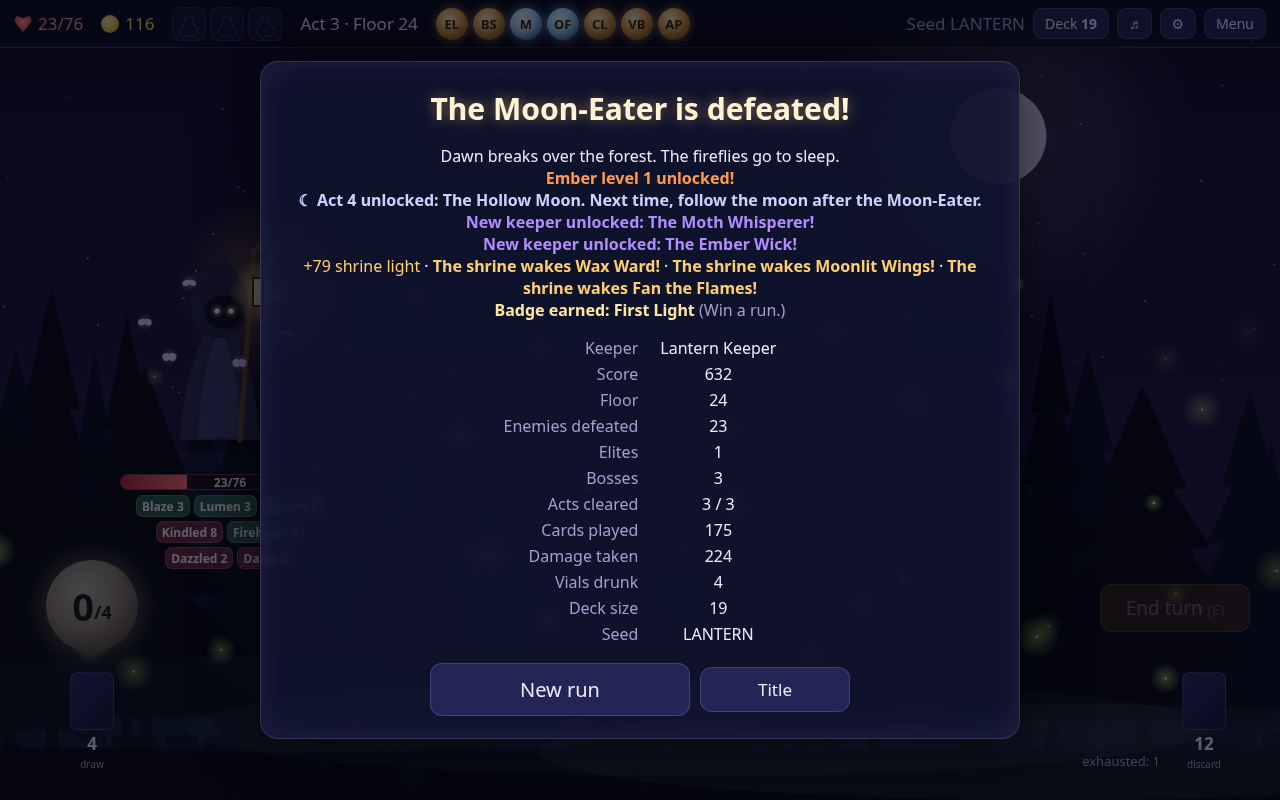 23/76 116 Act 3 · Floor 24 EL BS M OF CL VB AP Seed LANTERN Deck 19 ♬ ⚙ Menu
The Moon-Eater is defeated!
Dawn breaks over the forest. The fireflies go to sleep.
Ember level 1 unlocked!
☾ Act 4 unlocked: The Hollow Moon. Next time, follow the moon after the Moon-Eater.
New keeper unlocked: The Moth Whisperer!
New keeper unlocked: The Ember Wick!
+79 shrine light · The shrine wakes Wax Ward! · The shrine wakes Moonlit Wings! · The
shrine wakes Fan the Flames!
Badge earned: First Light (Win a run.)
Keeper Lantern Keeper
Score 632
Floor 24
Enemies defeated 23
Elites 1
Bosses 3
Acts cleared 3 / 3
Cards played 175
Damage taken 224
Vials drunk 4
Deck size 19
Seed LANTERN
New run Title
23/76
Blaze 3 Lumen 3 Swarm 6
Kindled 8 Fireheart 2
Dazzled 2 Damp 2
0/4
End turn (E)
4
draw
exhausted: 1
12
discard